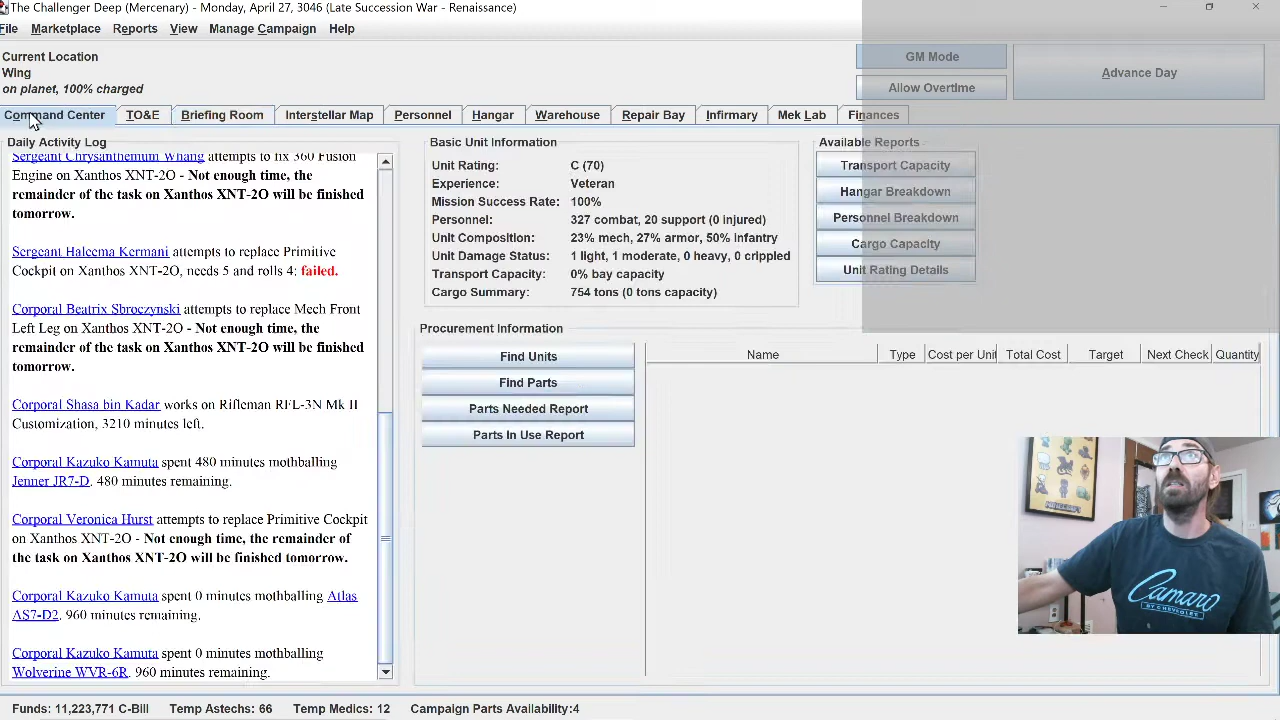 The Challenger Deep (Mercenary) - Monday, April 27, 3046 (Late Succession War - Renaissance)
File Marketplace Reports View Manage Campaign Help
Current Location
Wing
on planet, 100% charged
GM Mode
Allow Overtime
Advance Day
Command Center TO&E Briefing Room Interstellar Map Personnel Hangar Warehouse Repair Bay Infirmary Mek Lab Finances
Daily Activity Log
Sergeant Chrysanthemum Whang attempts to fix 360 Fusion
Engine on Xanthos XNT-2O - Not enough time, the
remainder of the task on Xanthos XNT-2O will be finished
tomorrow.
Sergeant Haleema Kermani attempts to replace Primitive
Cockpit on Xanthos XNT-2O, needs 5 and rolls 4: failed.
Corporal Beatrix Sbroczynski attempts to replace Mech Front
Left Leg on Xanthos XNT-2O - Not enough time, the
remainder of the task on Xanthos XNT-2O will be finished
tomorrow.
Corporal Shasa bin Kadar works on Rifleman RFL-3N Mk II
Customization, 3210 minutes left.
Corporal Kazuko Kamuta spent 480 minutes mothballing
Jenner JR7-D. 480 minutes remaining.
Corporal Veronica Hurst attempts to replace Primitive Cockpit
on Xanthos XNT-2O - Not enough time, the remainder of
the task on Xanthos XNT-2O will be finished tomorrow.
Corporal Kazuko Kamuta spent 0 minutes mothballing Atlas
AS7-D2. 960 minutes remaining.
Corporal Kazuko Kamuta spent 0 minutes mothballing
Wolverine WVR-6R. 960 minutes remaining.
Basic Unit Information
Unit Rating: C (70)
Experience: Veteran
Mission Success Rate: 100%
Personnel: 327 combat, 20 support (0 injured)
Unit Composition: 23% mech, 27% armor, 50% infantry
Unit Damage Status: 1 light, 1 moderate, 0 heavy, 0 crippled
Transport Capacity: 0% bay capacity
Cargo Summary: 754 tons (0 tons capacity)
Available Reports
Transport Capacity
Hangar Breakdown
Personnel Breakdown
Cargo Capacity
Unit Rating Details
Procurement Information
Find Units
Find Parts
Parts Needed Report
Parts In Use Report
Name Type Cost per Unit Total Cost Target Next Check Quantity
Camaro
BY CHEVROLET
Funds: 11,223,771 C-Bill Temp Astechs: 66 Temp Medics: 12 Campaign Parts Availability:4